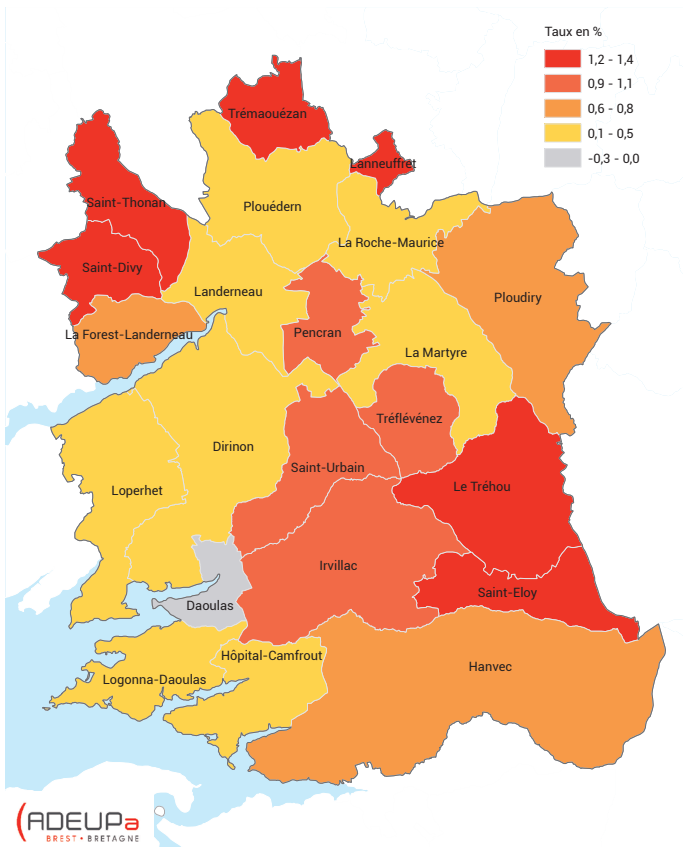 Taux en %
1,2 - 1,4
0,9 - 1,1
0,6 - 0,8
0,1 - 0,5
-0,3 - 0,0
Trémaouézan
Lanneuffret
Saint-Thonan
Plouédern
La Roche-Maurice
Saint-Divy
Landerneau
Ploudiry
La Forest-Landerneau
Pencran
La Martyre
Tréflévénez
Dirinon
Saint-Urbain
Loperhet
Le Tréhou
Irvillac
Saint-Eloy
Daoulas
Hôpital-Camfrout
Logonna-Daoulas
Hanvec
ADEUPa
BREST • BRETAGNE